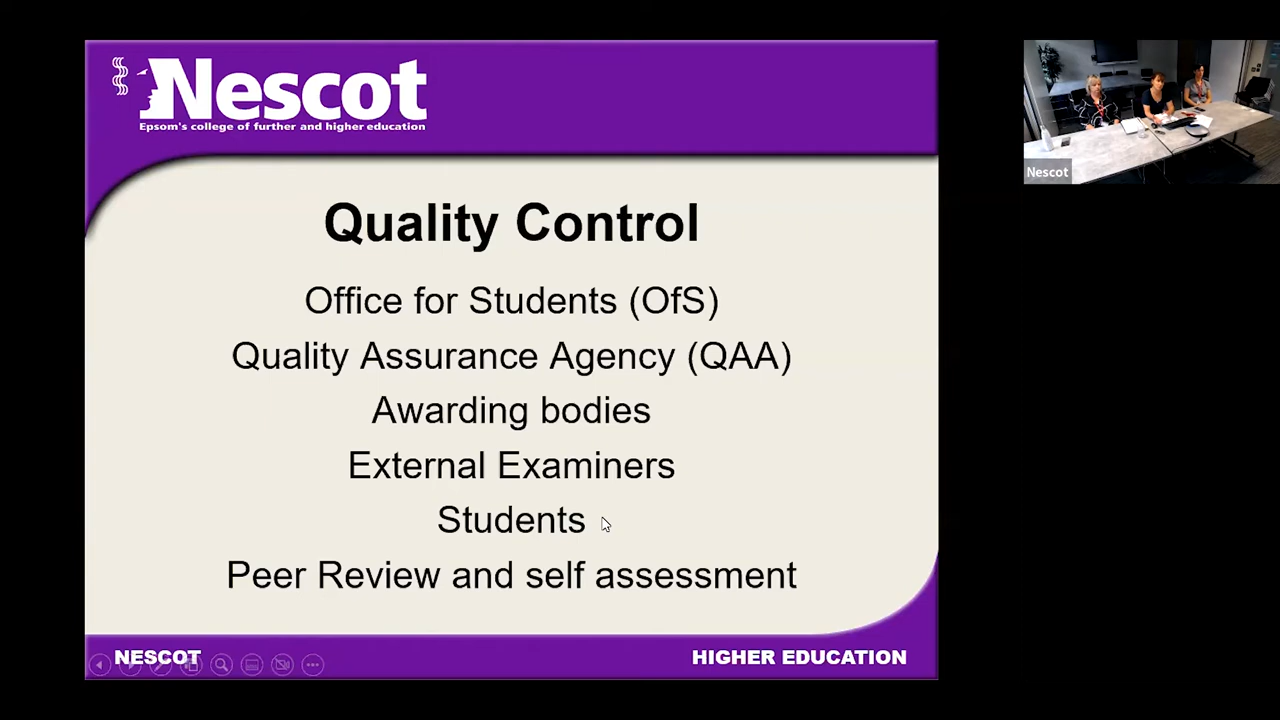 Nescot
Epsom's college of further and higher education
Quality Control
Office for Students (OfS)
Quality Assurance Agency (QAA)
Awarding bodies
External Examiners
Students
Peer Review and self assessment
NESCOT
HIGHER EDUCATION
Nescot